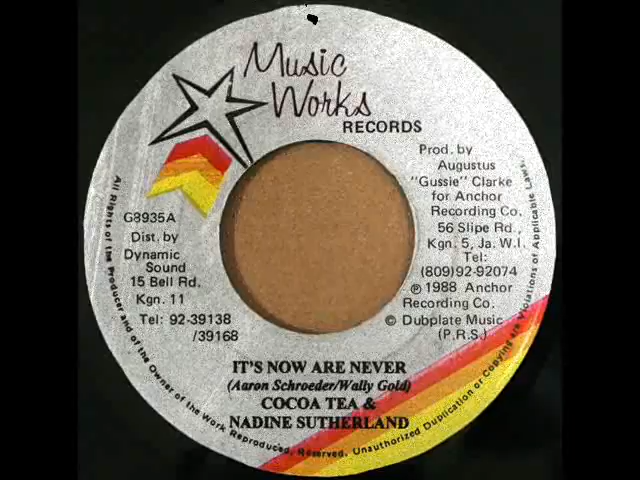 Music
Works
RECORDS
Prod. by
Augustus
"Gussie" Clarke
for Anchor
Recording Co.
56 Slipe Rd.,
Kgn. 5, Ja. W.I.
Tel:
(809)92-92074
℗ 1988 Anchor
Recording Co.
© Dubplate Music
(P.R.S.)
G8935A
Dist. by
Dynamic
Sound
15 Bell Rd.
Kgn. 11
Tel: 92-39138
/39168
IT'S NOW ARE NEVER
(Aaron Schroeder/Wally Gold)
COCOA TEA &
NADINE SUTHERLAND
All Rights of the Producer and of the Owner of the Work Reproduced, Reserved. Unauthorized Duplication or Copying are Violations of Applicable Laws.